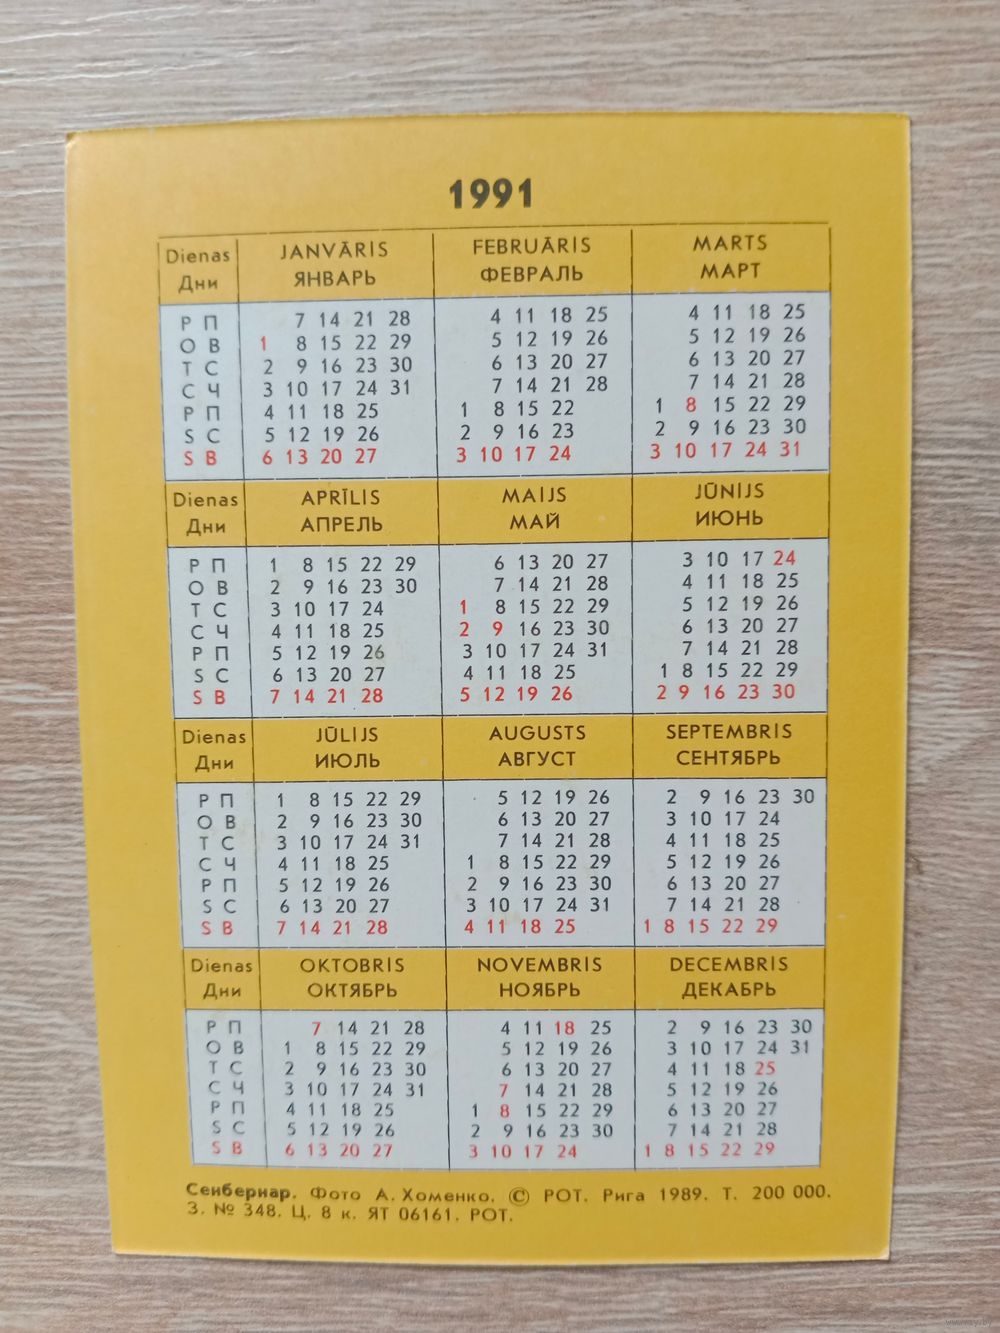 1991
Dienas JANVĀRIS FEBRUĀRIS MARTS
Дни ЯНВАРЬ ФЕВРАЛЬ МАРТ
P П 7 14 21 28 4 11 18 25 4 11 18 25
O В 1 8 15 22 29 5 12 19 26 5 12 19 26
T С 2 9 16 23 30 6 13 20 27 6 13 20 27
C Ч 3 10 17 24 31 7 14 21 28 7 14 21 28
P П 4 11 18 25 1 8 15 22 1 8 15 22 29
S С 5 12 19 26 2 9 16 23 2 9 16 23 30
S В 6 13 20 27 3 10 17 24 3 10 17 24 31
Dienas APRĪLIS MAIJS JŪNIJS
Дни АПРЕЛЬ МАЙ ИЮНЬ
P П 1 8 15 22 29 6 13 20 27 3 10 17 24
O В 2 9 16 23 30 7 14 21 28 4 11 18 25
T С 3 10 17 24 1 8 15 22 29 5 12 19 26
C Ч 4 11 18 25 2 9 16 23 30 6 13 20 27
P П 5 12 19 26 3 10 17 24 31 7 14 21 28
S С 6 13 20 27 4 11 18 25 1 8 15 22 29
S В 7 14 21 28 5 12 19 26 2 9 16 23 30
Dienas JŪLIJS AUGUSTS SEPTEMBRIS
Дни ИЮЛЬ АВГУСТ СЕНТЯБРЬ
P П 1 8 15 22 29 5 12 19 26 2 9 16 23 30
O В 2 9 16 23 30 6 13 20 27 3 10 17 24
T С 3 10 17 24 31 7 14 21 28 4 11 18 25
C Ч 4 11 18 25 1 8 15 22 29 5 12 19 26
P П 5 12 19 26 2 9 16 23 30 6 13 20 27
S С 6 13 20 27 3 10 17 24 31 7 14 21 28
S В 7 14 21 28 4 11 18 25 1 8 15 22 29
Dienas OKTOBRIS NOVEMBRIS DECEMBRIS
Дни ОКТЯБРЬ НОЯБРЬ ДЕКАБРЬ
P П 7 14 21 28 4 11 18 25 2 9 16 23 30
O В 1 8 15 22 29 5 12 19 26 3 10 17 24 31
T С 2 9 16 23 30 6 13 20 27 4 11 18 25
C Ч 3 10 17 24 31 7 14 21 28 5 12 19 26
P П 4 11 18 25 1 8 15 22 29 6 13 20 27
S С 5 12 19 26 2 9 16 23 30 7 14 21 28
S В 6 13 20 27 3 10 17 24 1 8 15 22 29
Сенбернар. Фото А. Хоменко. © РОТ. Рига 1989. Т. 200 000.
З. № 348. Ц. 8 к. ЯТ 06161. РОТ.